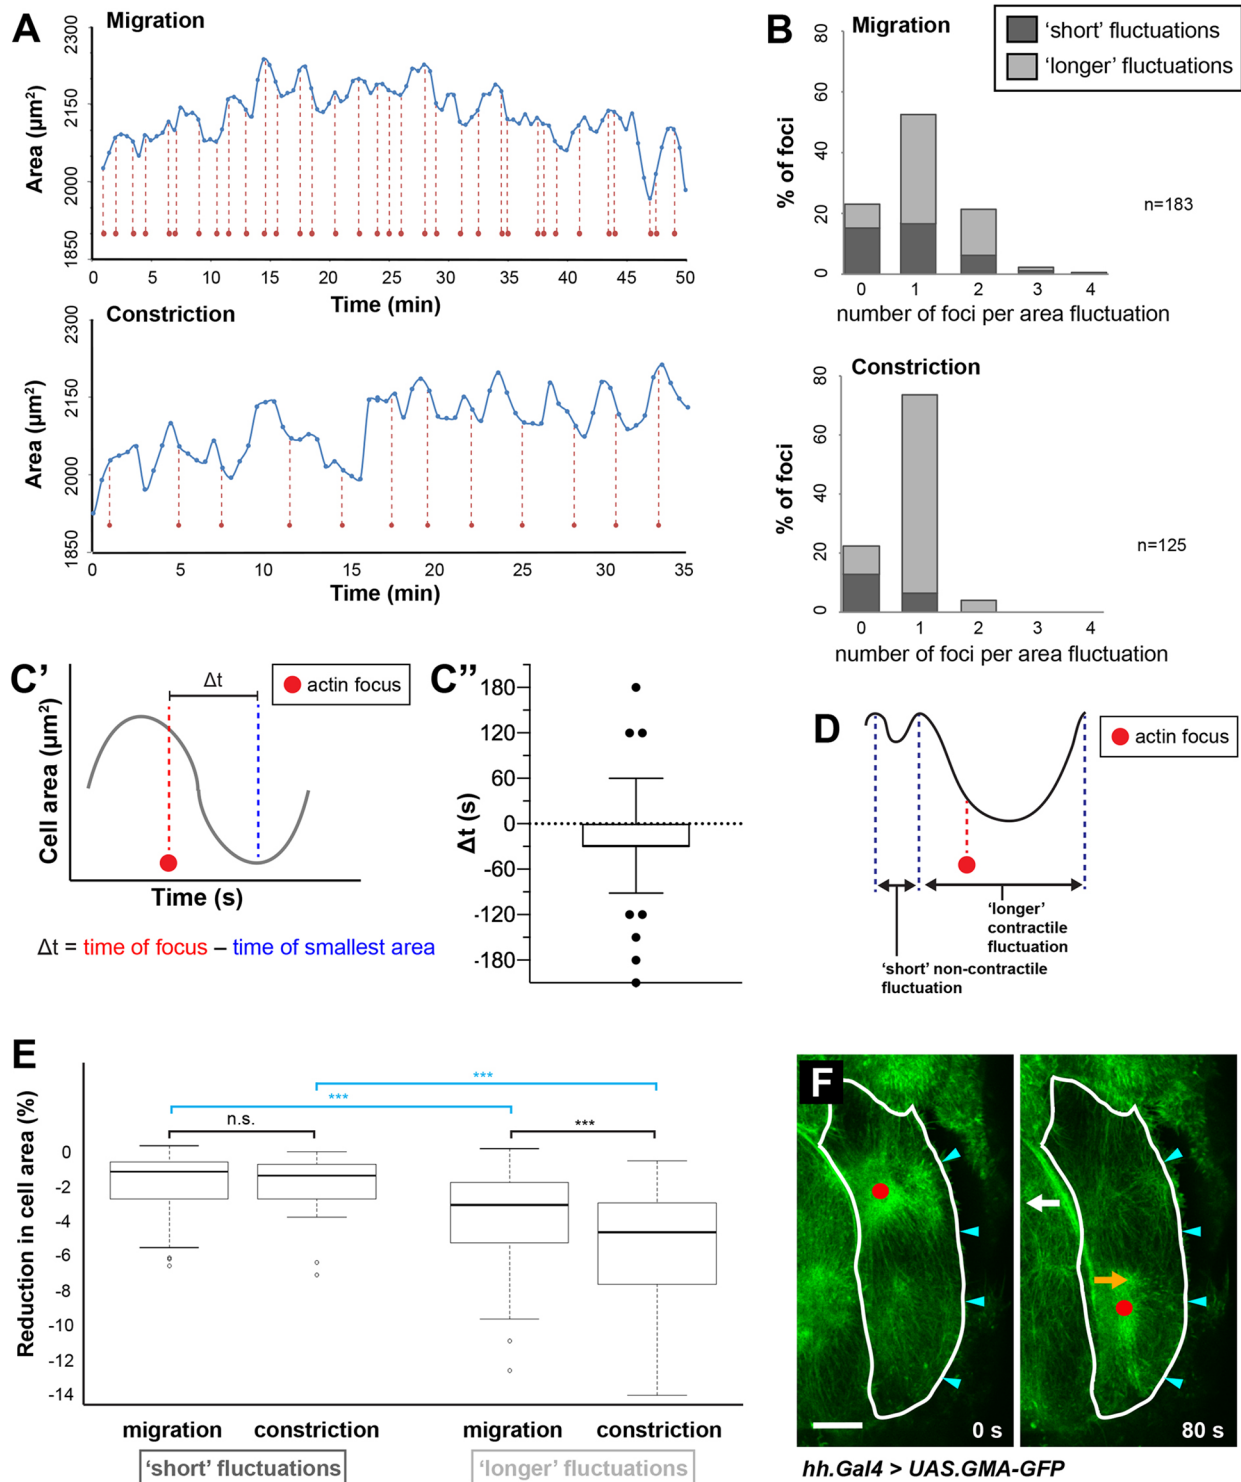 A
Migration
2300
2150
2000
1850
Area (µm²)
0 5 10 15 20 25 30 35 40 45 50
Time (min)
Constriction
2300
2150
2000
1850
Area (µm²)
0 5 10 15 20 25 30 35
Time (min)
B
Migration
'short' fluctuations
'longer' fluctuations
80
60
40
20
0
% of foci
n=183
0 1 2 3 4
number of foci per area fluctuation
Constriction
80
60
40
20
0
% of foci
n=125
0 1 2 3 4
number of foci per area fluctuation
C'
Δt
actin focus
Cell area (µm²)
Time (s)
Δt = time of focus – time of smallest area
C''
180
120
60
0
-60
-120
-180
Δt (s)
D
actin focus
'longer'
contractile
fluctuation
'short' non-contractile
fluctuation
E
***
***
n.s.
***
0
-2
-4
-6
-8
-10
-12
-14
Reduction in cell area (%)
migration constriction migration constriction
'short' fluctuations 'longer' fluctuations
F
0 s
80 s
hh.Gal4 > UAS.GMA-GFP